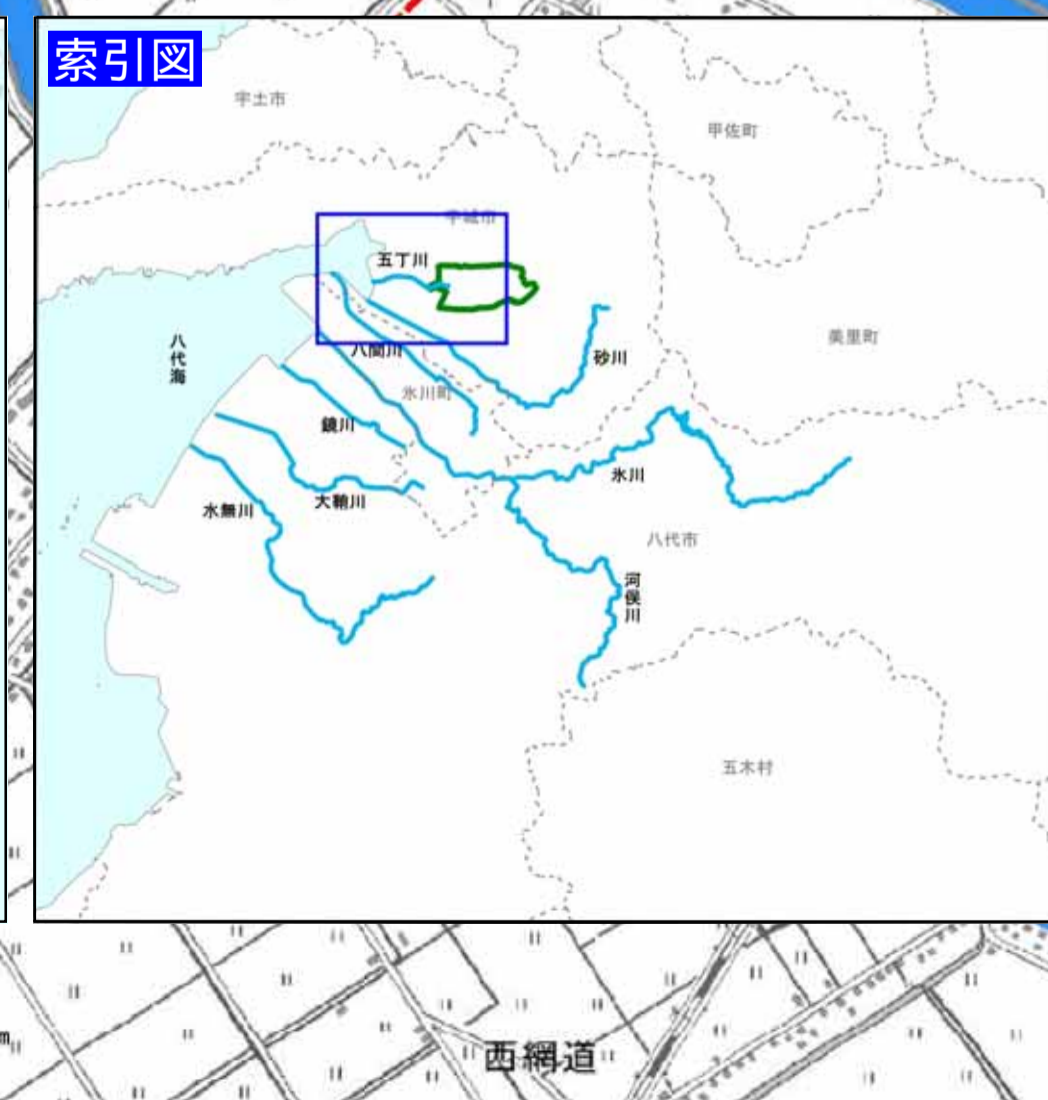 索引図
宇土市
甲佐町
宇城市
五丁川
八代海
美里町
八間川
砂川
氷川町
鏡川
氷川
大鞘川
水無川
八代市
河俣川
五木村
m
西網道